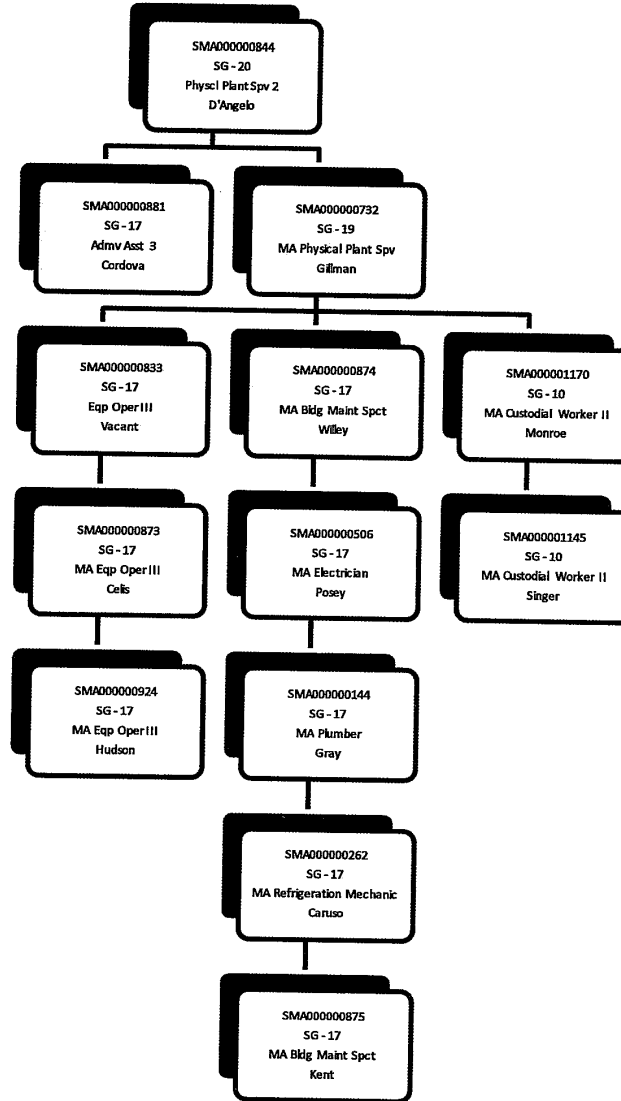 SMA000000844
SG - 20
Physcl Plant Spv 2
D'Angelo
SMA000000881
SG - 17
Admv Asst 3
Cordova
SMA000000732
SG - 19
MA Physical Plant Spv
Gillman
SMA000000833
SG - 17
Eqp Oper III
Vacant
SMA000000874
SG - 17
MA Bldg Maint Spct
Willey
SMA000001170
SG - 10
MA Custodial Worker II
Monroe
SMA000000873
SG - 17
MA Eqp Oper III
Celis
SMA000000506
SG - 17
MA Electrician
Posey
SMA000001145
SG - 10
MA Custodial Worker II
Singer
SMA000000924
SG - 17
MA Eqp Oper III
Hudson
SMA000000144
SG - 17
MA Plumber
Gray
SMA000000262
SG - 17
MA Refrigeration Mechanic
Caruso
SMA000000875
SG - 17
MA Bldg Maint Spct
Kent